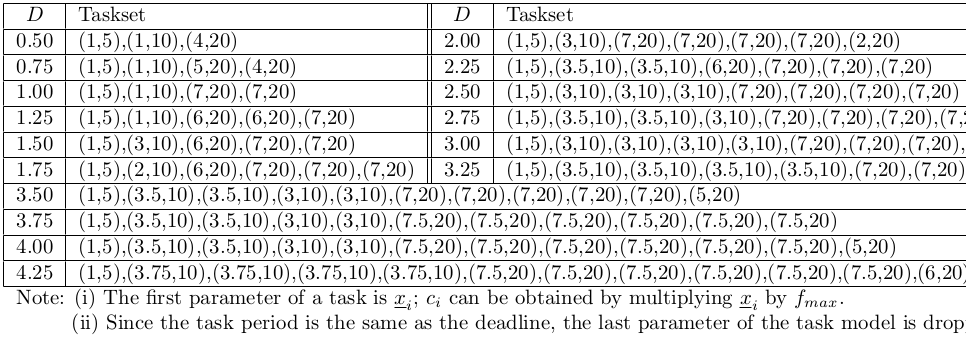 D Taskset D Taskset
0.50 (1,5),(1,10),(4,20) 2.00 (1,5),(3,10),(7,20),(7,20),(7,20),(7,20),(2,20)
0.75 (1,5),(1,10),(5,20),(4,20) 2.25 (1,5),(3.5,10),(3.5,10),(6,20),(7,20),(7,20),(7,20)
1.00 (1,5),(1,10),(7,20),(7,20) 2.50 (1,5),(3,10),(3,10),(3,10),(7,20),(7,20),(7,20),(7,20)
1.25 (1,5),(1,10),(6,20),(6,20),(7,20) 2.75 (1,5),(3.5,10),(3.5,10),(3,10),(7,20),(7,20),(7,20),(7,
1.50 (1,5),(3,10),(6,20),(7,20),(7,20) 3.00 (1,5),(3,10),(3,10),(3,10),(3,10),(7,20),(7,20),(7,20),
1.75 (1,5),(2,10),(6,20),(7,20),(7,20),(7,20) 3.25 (1,5),(3.5,10),(3.5,10),(3.5,10),(3.5,10),(7,20),(7,20)
3.50 (1,5),(3.5,10),(3.5,10),(3,10),(3,10),(7,20),(7,20),(7,20),(7,20),(7,20),(5,20)
3.75 (1,5),(3.5,10),(3.5,10),(3,10),(3,10),(7.5,20),(7.5,20),(7.5,20),(7.5,20),(7.5,20),(7.5,20)
4.00 (1,5),(3.5,10),(3.5,10),(3,10),(3,10),(7.5,20),(7.5,20),(7.5,20),(7.5,20),(7.5,20),(7.5,20),(5,20)
4.25 (1,5),(3.75,10),(3.75,10),(3.75,10),(3.75,10),(7.5,20),(7.5,20),(7.5,20),(7.5,20),(7.5,20),(7.5,20),(6,20)
Note: (i) The first parameter of a task is x̲ᵢ; cᵢ can be obtained by multiplying x̲ᵢ by f_max.
(ii) Since the task period is the same as the deadline, the last parameter of the task model is